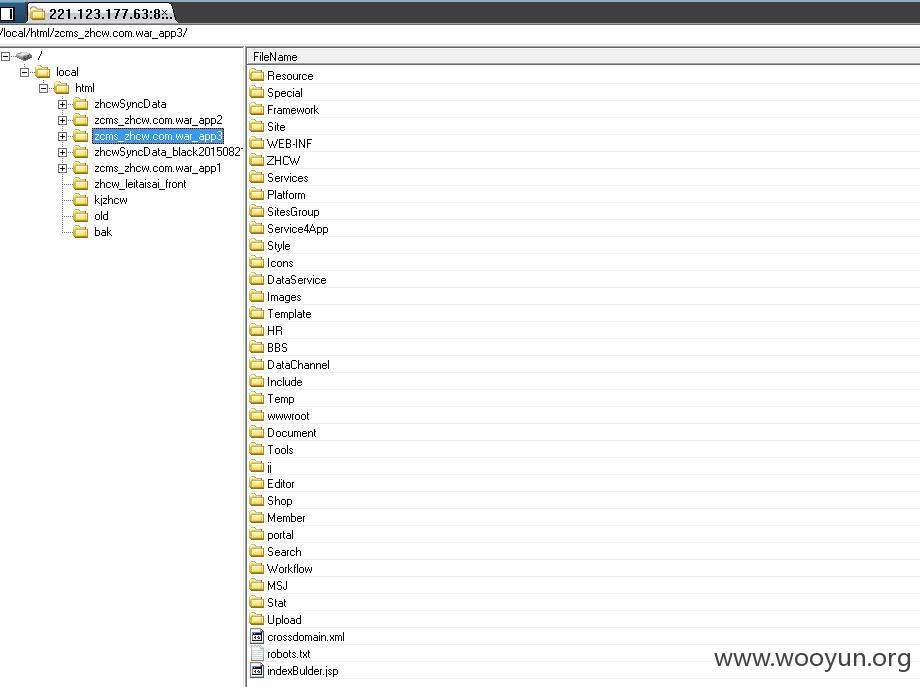 221.123.177.63:8...
/local/html/zcms_zhcw.com.war_app3/
/
local
html
zhcwSyncData
zcms_zhcw.com.war_app2
zcms_zhcw.com.war_app3
zhcwSyncData_black2015082
zcms_zhcw.com.war_app1
zhcw_leitaisai_front
kjzhcw
old
bak
FileName
Resource
Special
Framework
Site
WEB-INF
ZHCW
Services
Platform
SitesGroup
Service4App
Style
Icons
DataService
Images
Template
HR
BBS
DataChannel
Include
Temp
wwwroot
Document
Tools
jj
Editor
Shop
Member
portal
Search
Workflow
MSJ
Stat
Upload
crossdomain.xml
robots.txt
indexBulder.jsp
www.wooyun.org